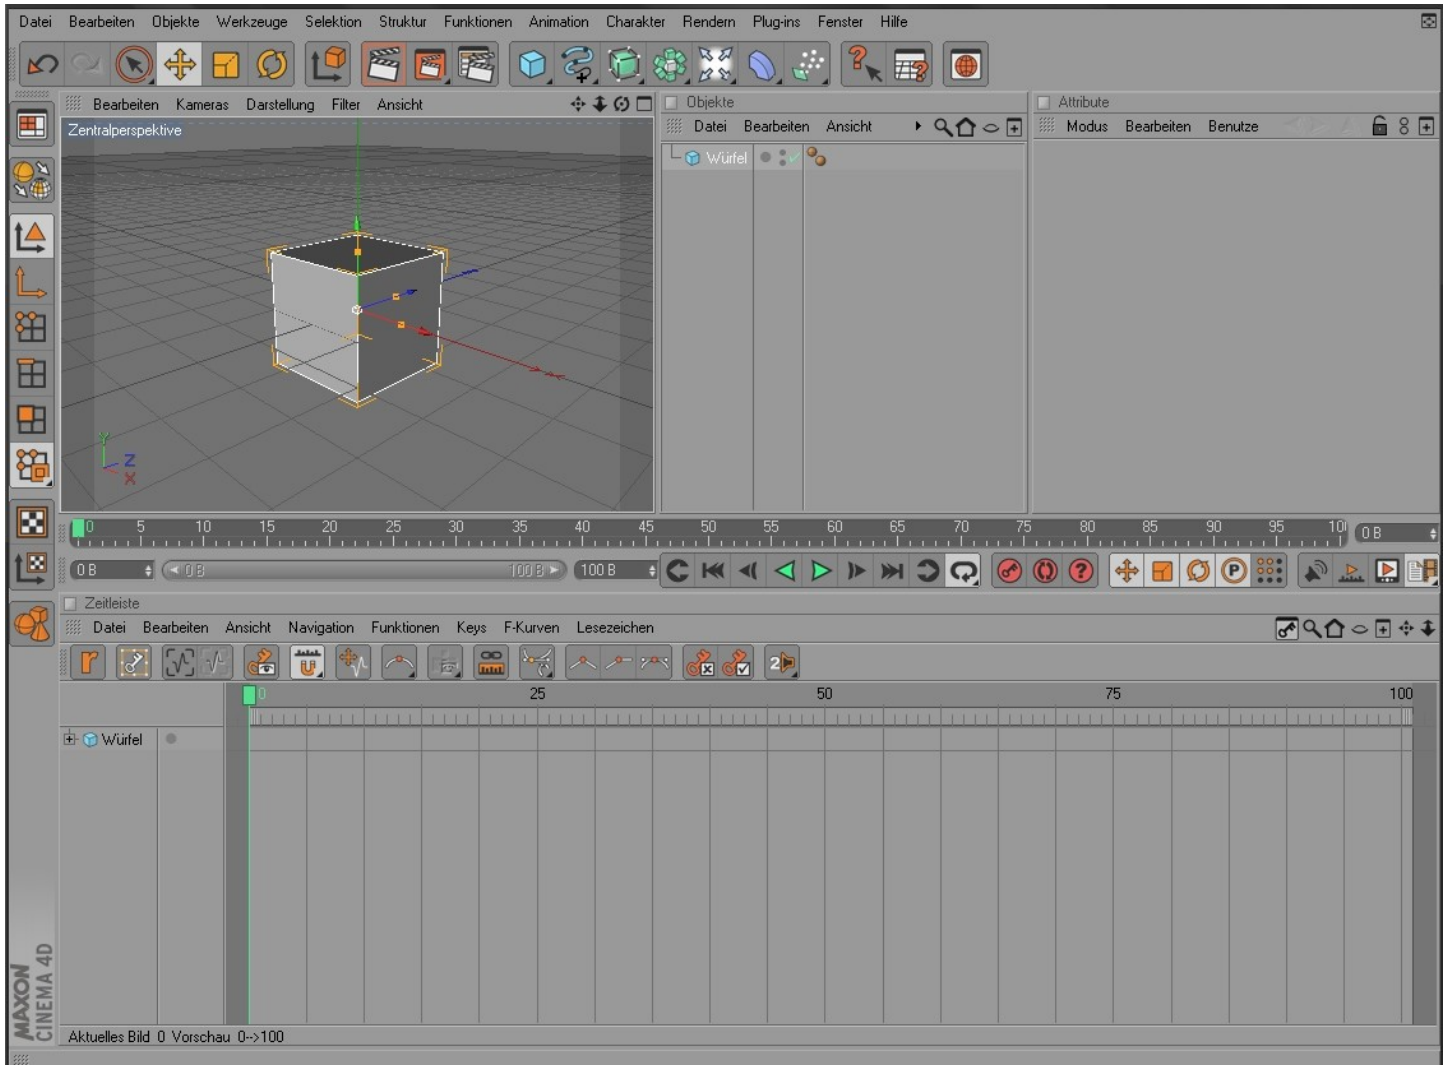 Datei Bearbeiten Objekte Werkzeuge Selektion Struktur Funktionen Animation Charakter Rendern Plug-ins Fenster Hilfe
Bearbeiten Kameras Darstellung Filter Ansicht
Zentralperspektive
Y
Z
X
Objekte
Datei Bearbeiten Ansicht
Würfel
Attribute
Modus Bearbeiten Benutze
0 5 10 15 20 25 30 35 40 45 50 55 60 65 70 75 80 85 90 95 10 0 B
0 B 0 B 100 B 100 B P
Zeitleiste
Datei Bearbeiten Ansicht Navigation Funktionen Keys F-Kurven Lesezeichen
2
0 25 50 75 100
Würfel
MAXON
CINEMA 4D
Aktuelles Bild 0 Vorschau 0-->100